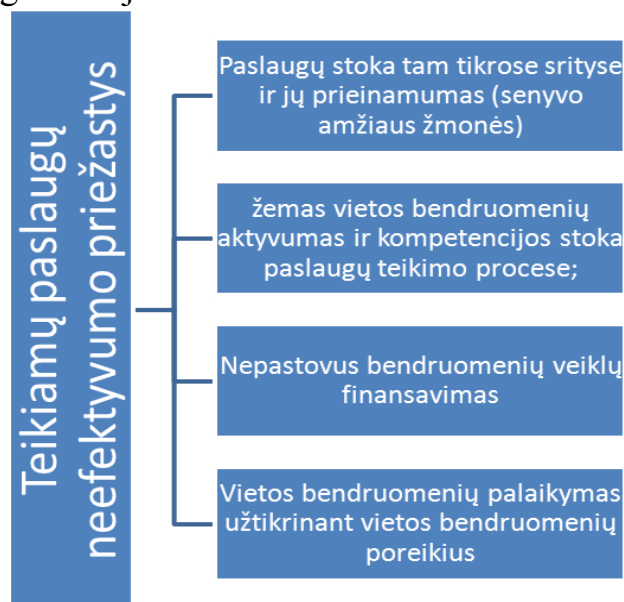 Teikiamų paslaugų
neefektyvumo priežastys
Paslaugų stoka tam tikrose srityse
ir jų prieinamumas (senyvo
amžiaus žmonės)
žemas vietos bendruomenių
aktyvumas ir kompetencijos stoka
paslaugų teikimo procese;
Nepastovus bendruomenių veiklų
finansavimas
Vietos bendruomenių palaikymas
užtikrinant vietos bendruomenių
poreikius